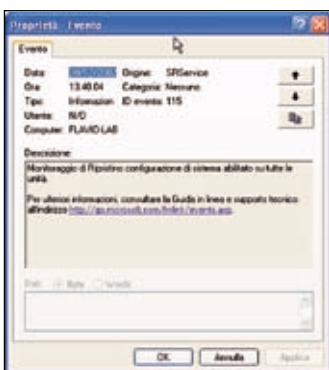 Proprietà - Evento
Evento
Data: Origine: SRService
Ora: 13.40.04 Categoria: Nessuno
Tipo: Informazion ID evento: 115
Utente: N/D
Computer: FLAVIO-LAB
Descrizione:
Monitoraggio di Ripristino configurazione di sistema abilitato su tutte le
unità.
Per ulteriori informazioni, consultare la Guida in linea e supporto tecnico
all'indirizzo http://go.microsoft.com/fwlink/events.asp.
Dati: Byte Words
OK Annulla Applica